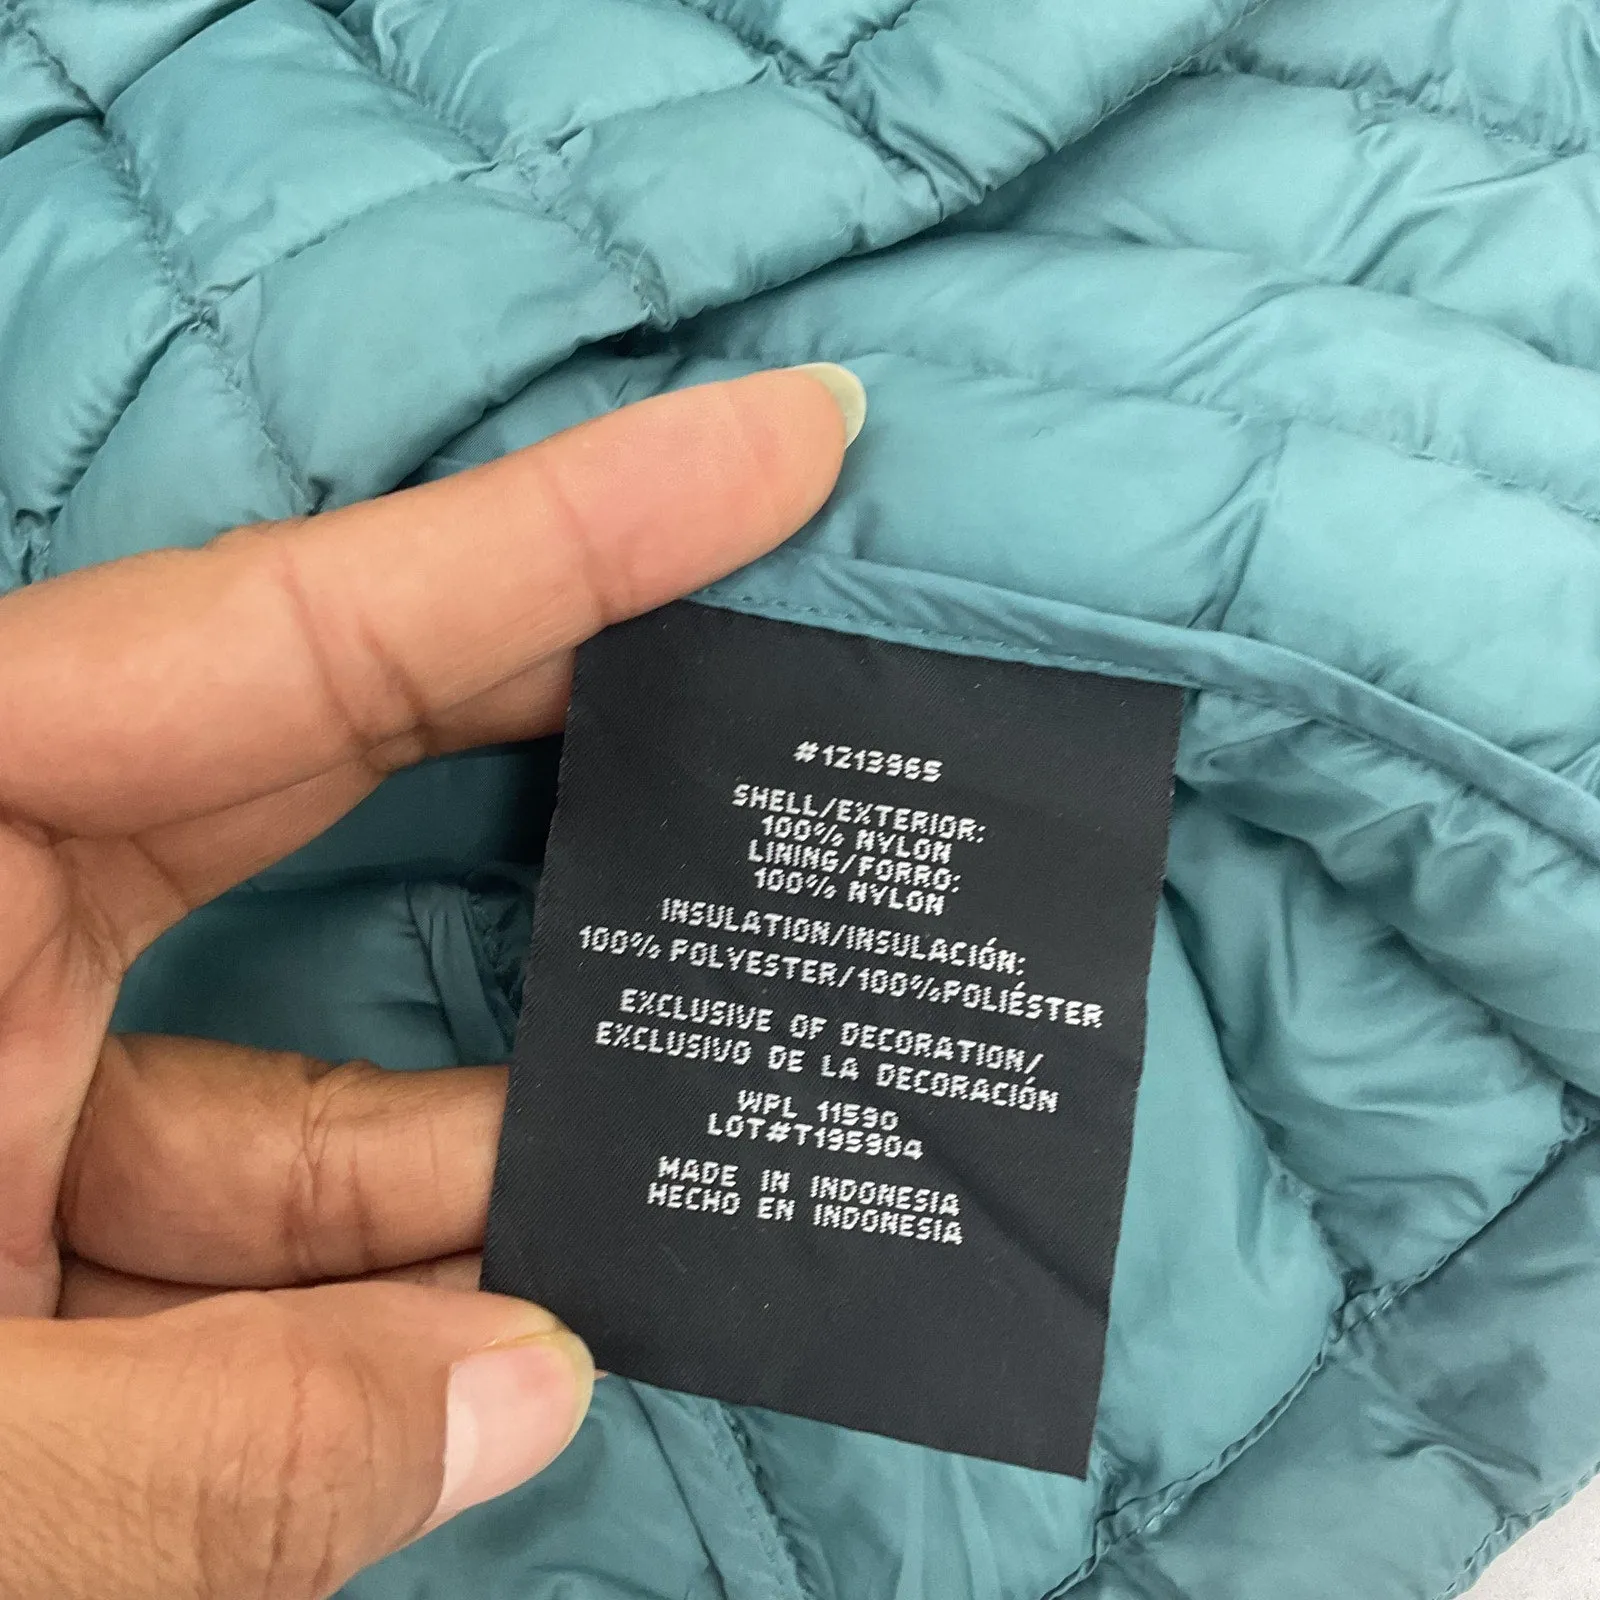 #1213965
SHELL/EXTERIOR:
100% NYLON
LINING/FORRO:
100% NYLON
INSULATION/INSULACIÓN:
100% POLYESTER/100%POLIÉSTER
EXCLUSIVE OF DECORATION/
EXCLUSIVO DE LA DECORACIÓN
WPL 11590
LOT#T195904
MADE IN INDONESIA
HECHO EN INDONESIA